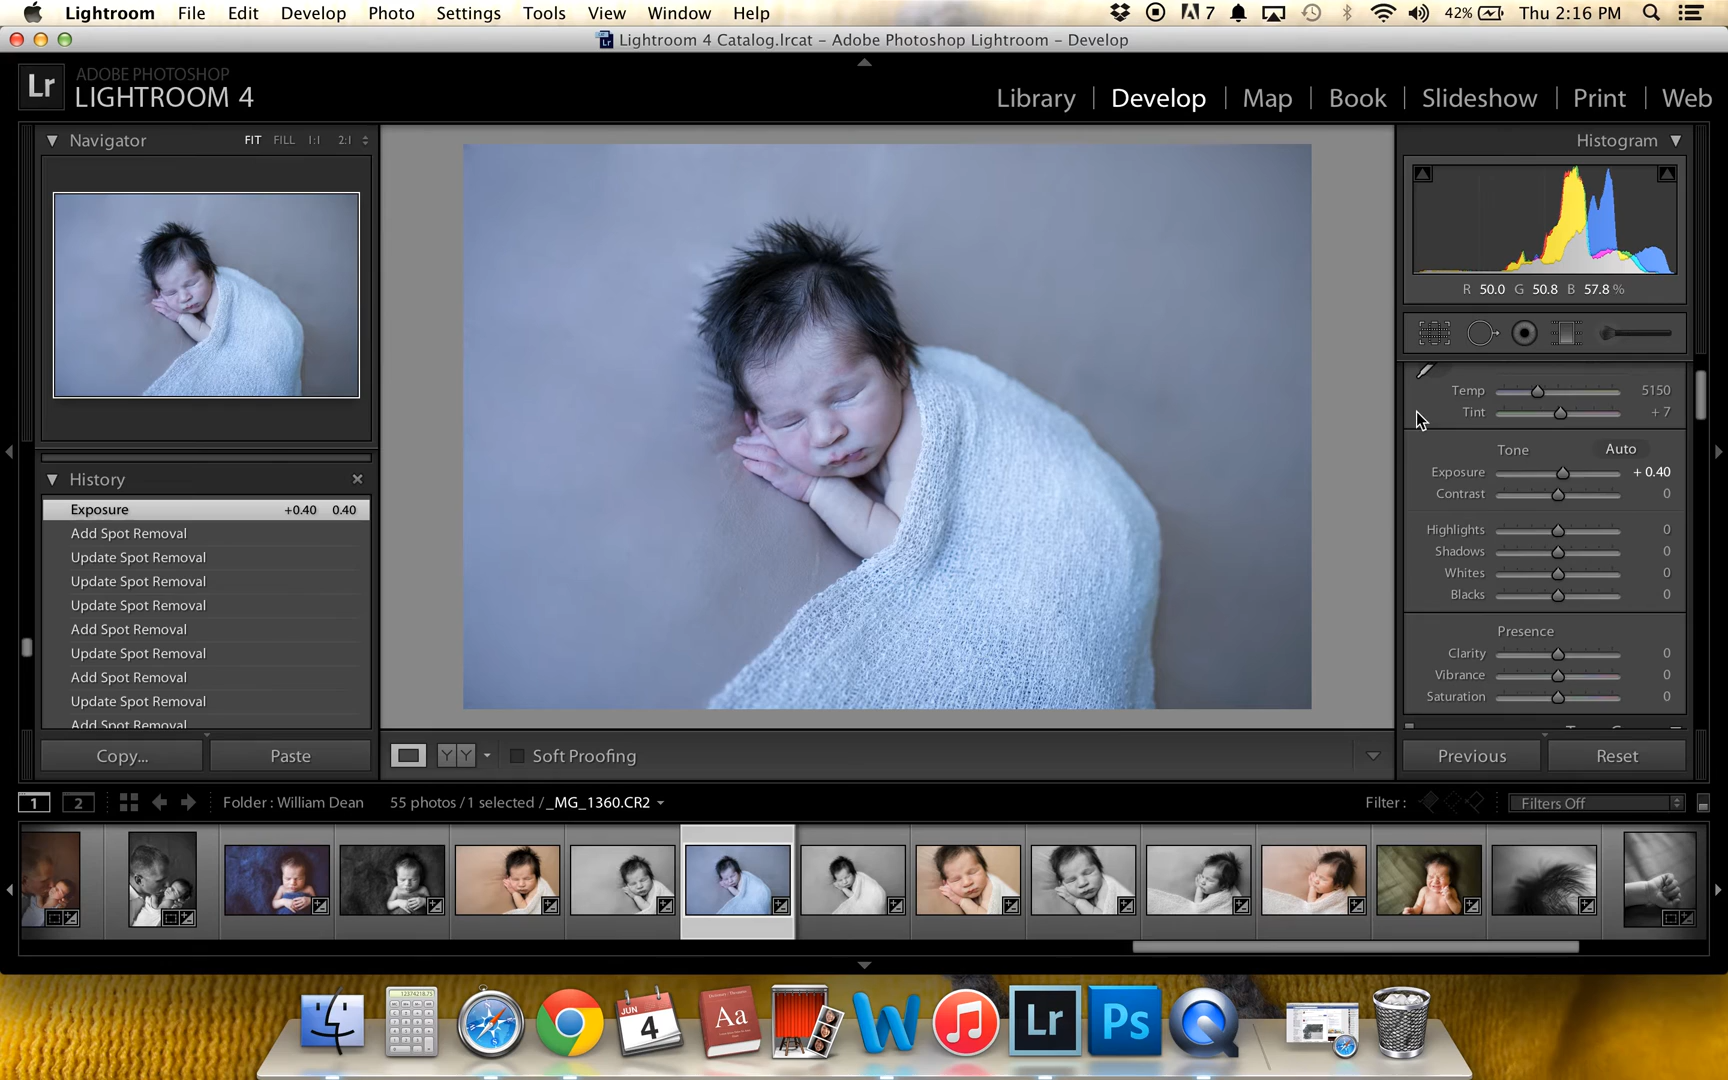 Lightroom File Edit Develop Photo Settings Tools View Window Help 7 42% Thu 2:16 PM
Lightroom 4 Catalog.lrcat – Adobe Photoshop Lightroom – Develop
Lr ADOBE PHOTOSHOP
LIGHTROOM 4
Library | Develop | Map | Book | Slideshow | Print | Web
Navigator FIT FILL 1:1 2:1
Histogram
R 50.0 G 50.8 B 57.8 %
Temp 5150
Tint + 7
Tone Auto
Exposure + 0.40
Contrast 0
Highlights 0
Shadows 0
Whites 0
Blacks 0
Presence
Clarity 0
Vibrance 0
Saturation 0
History
Exposure +0.40 0.40
Add Spot Removal
Update Spot Removal
Update Spot Removal
Update Spot Removal
Add Spot Removal
Update Spot Removal
Add Spot Removal
Update Spot Removal
Add Spot Removal
Copy... Paste
Y Y Soft Proofing
Previous Reset
1 2 Folder : William Dean 55 photos / 1 selected / _MG_1360.CR2
Filter : Filters Off
JUN
4
Aa
W
Lr
Ps